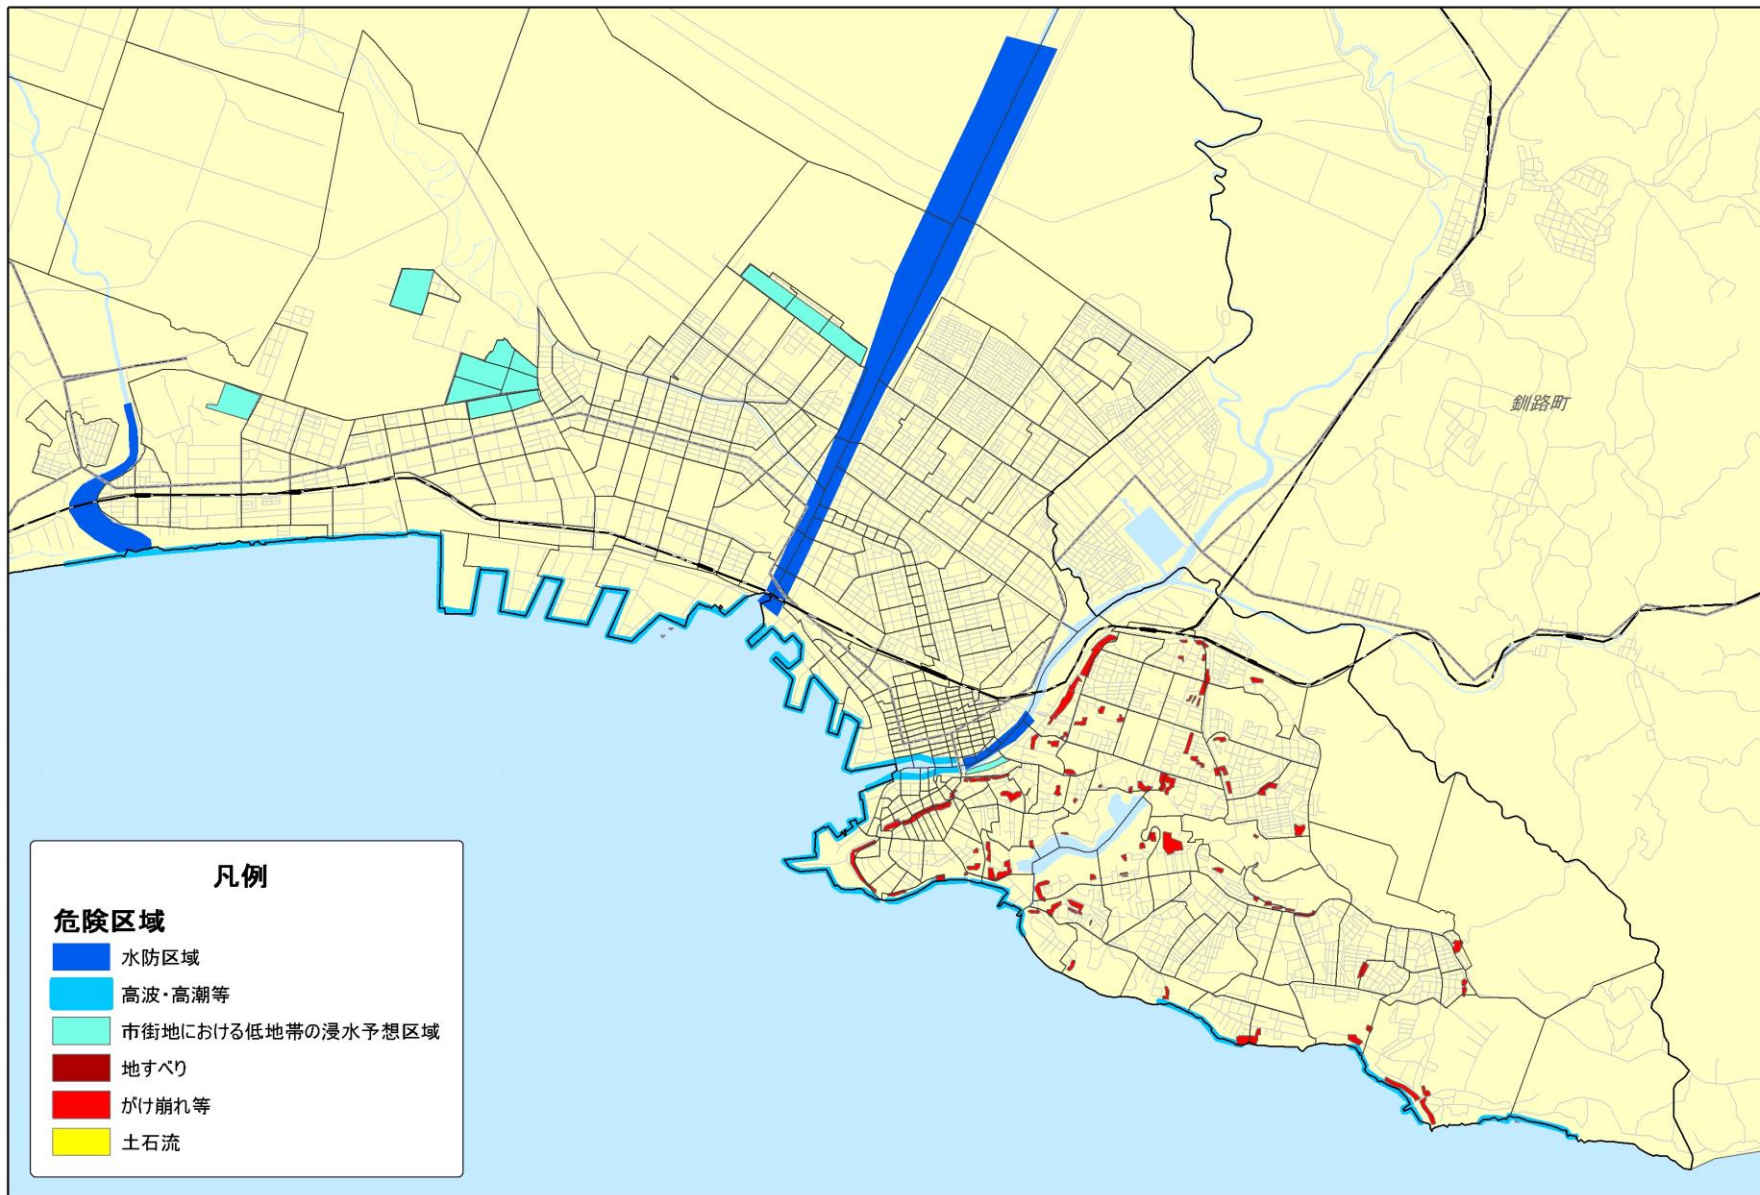 釧路町
凡例
危険区域
水防区域
高波・高潮等
市街地における低地帯の浸水予想区域
地すべり
がけ崩れ等
土石流